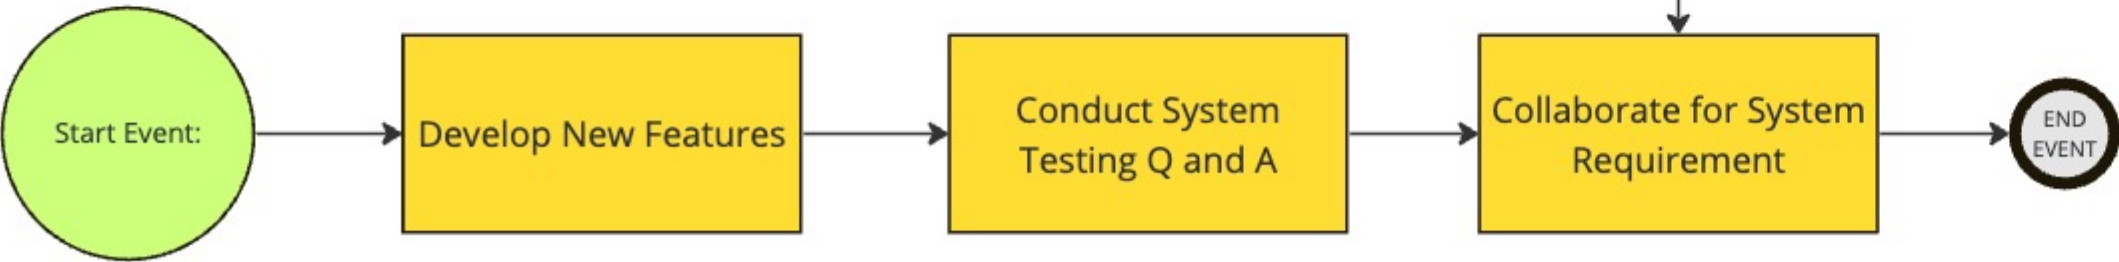 Start Event:
Develop New Features
Conduct System
Testing Q and A
Collaborate for System
Requirement
END
EVENT